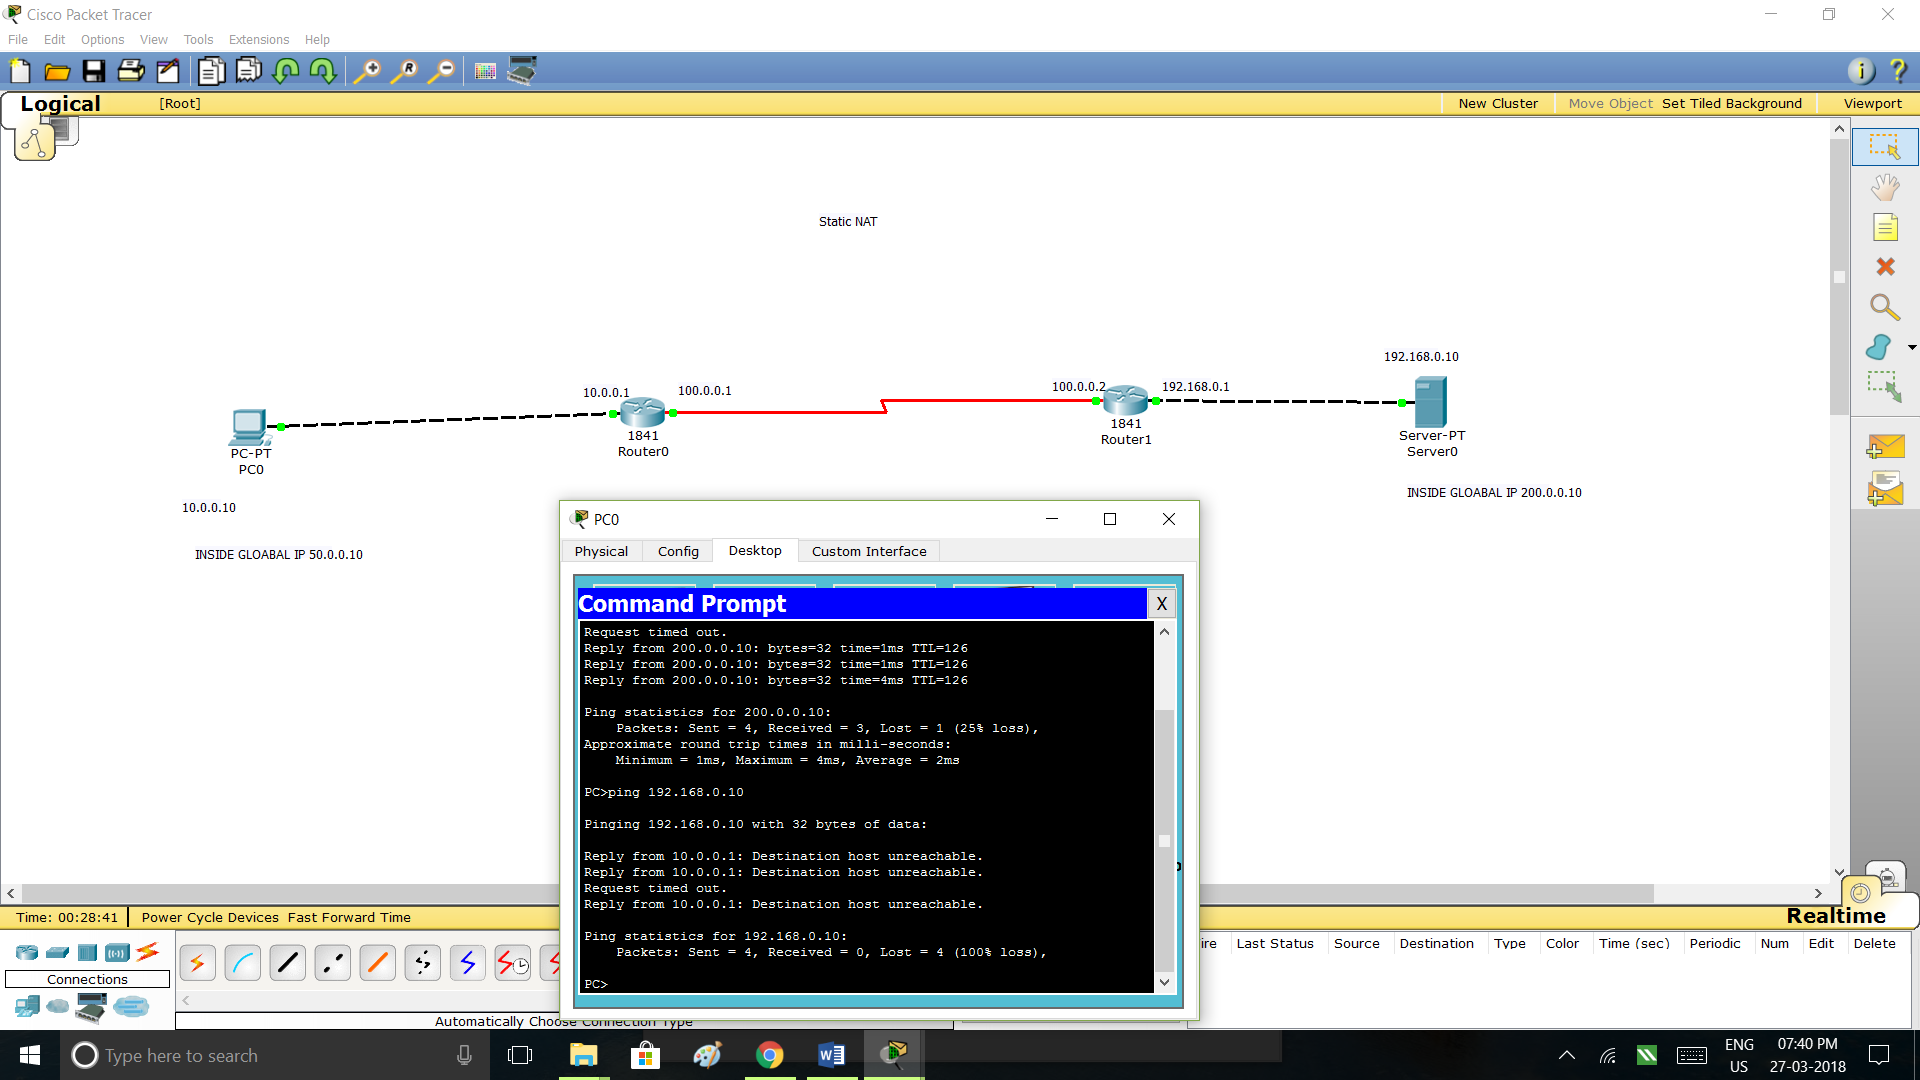 Cisco Packet Tracer
File Edit Options View Tools Extensions Help
Logical [Root] New Cluster Move Object Set Tiled Background Viewport
Static NAT
192.168.0.10
10.0.0.1 100.0.0.1 100.0.0.2 192.168.0.1
1841
Router0
1841
Router1
Server-PT
Server0
PC-PT
PC0
10.0.0.10
INSIDE GLOABAL IP 200.0.0.10
INSIDE GLOABAL IP 50.0.0.10
PC0
Physical Config Desktop Custom Interface
Command Prompt X
Request timed out.
Reply from 200.0.0.10: bytes=32 time=1ms TTL=126
Reply from 200.0.0.10: bytes=32 time=1ms TTL=126
Reply from 200.0.0.10: bytes=32 time=4ms TTL=126
Ping statistics for 200.0.0.10:
Packets: Sent = 4, Received = 3, Lost = 1 (25% loss),
Approximate round trip times in milli-seconds:
Minimum = 1ms, Maximum = 4ms, Average = 2ms
PC>ping 192.168.0.10
Pinging 192.168.0.10 with 32 bytes of data:
Reply from 10.0.0.1: Destination host unreachable.
Reply from 10.0.0.1: Destination host unreachable.
Request timed out.
Reply from 10.0.0.1: Destination host unreachable.
Ping statistics for 192.168.0.10:
Packets: Sent = 4, Received = 0, Lost = 4 (100% loss),
PC>
Time: 00:28:41 Power Cycle Devices Fast Forward Time
Realtime
Connections
Automatically Choose Connection Type
ire Last Status Source Destination Type Color Time (sec) Periodic Num Edit Delete
Type here to search
ENG
US
07:40 PM
27-03-2018